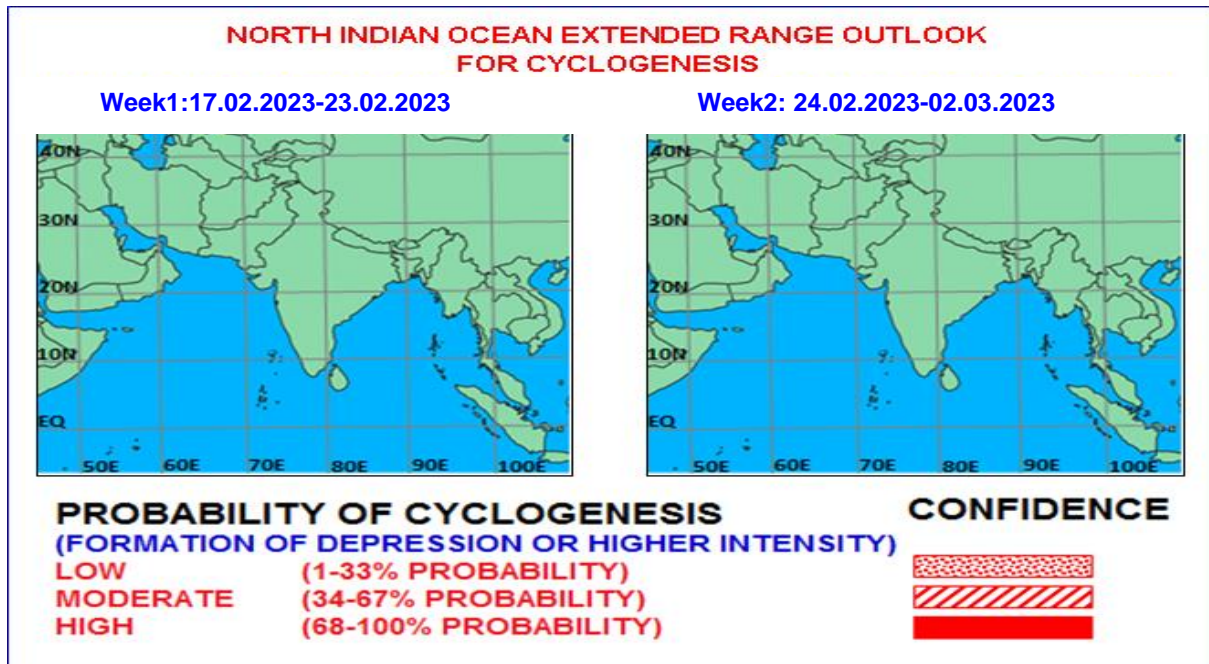 NORTH INDIAN OCEAN EXTENDED RANGE OUTLOOK
FOR CYCLOGENESIS
Week1:17.02.2023-23.02.2023
Week2: 24.02.2023-02.03.2023
40N
30N
20N
10N
EQ
50E 60E 70E 80E 90E 100E
40N
30N
20N
10N
EQ
50E 60E 70E 80E 90E 100E
PROBABILITY OF CYCLOGENESIS
CONFIDENCE
(FORMATION OF DEPRESSION OR HIGHER INTENSITY)
LOW (1-33% PROBABILITY)
MODERATE (34-67% PROBABILITY)
HIGH (68-100% PROBABILITY)